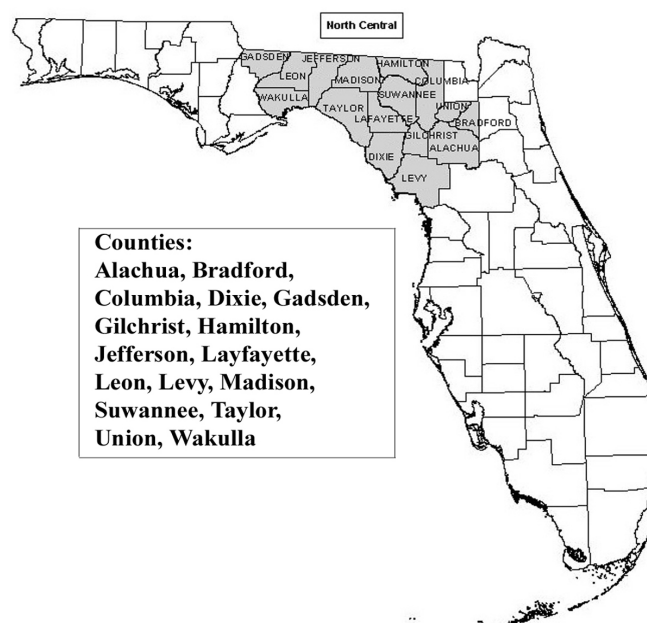 North Central
GADSDEN
JEFFERSON
HAMILTON
LEON
MADISON
COLUMBIA
SUWANNEE
WAKULLA
TAYLOR
UNION
LAFAYETTE
BRADFORD
GILCHRIST
ALACHUA
DIXIE
LEVY
Counties:
Alachua, Bradford,
Columbia, Dixie, Gadsden,
Gilchrist, Hamilton,
Jefferson, Layfayette,
Leon, Levy, Madison,
Suwannee, Taylor,
Union, Wakulla